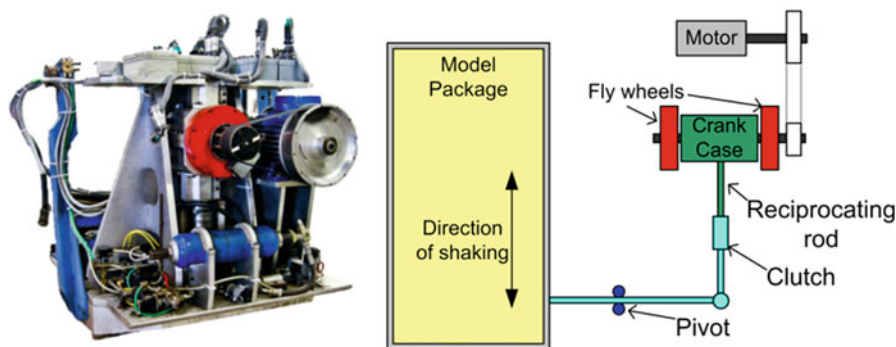 Model
Package
Direction
of shaking
Motor
Fly wheels
Crank
Case
Reciprocating
rod
Clutch
Pivot